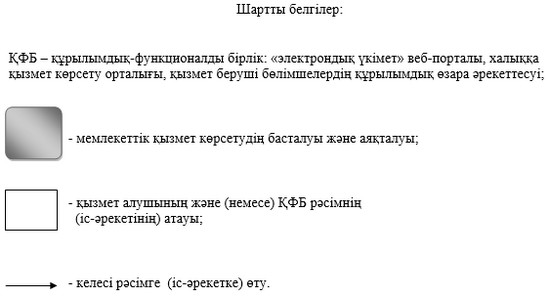 Шартты белгілер:
ҚФБ – құрылымдық-функционалды бірлік: «электрондық үкімет» веб-порталы, халыққа
қызмет көрсету орталығы, қызмет беруші бөлімшелердің құрылымдық өзара әрекеттесуі;
- мемлекеттік қызмет көрсетудің басталуы және аяқталуы;
- қызмет алушының және (немесе) ҚФБ рәсімнің
(іс-әрекетінің) атауы;
- келесі рәсімге (іс-әрекетке) өту.